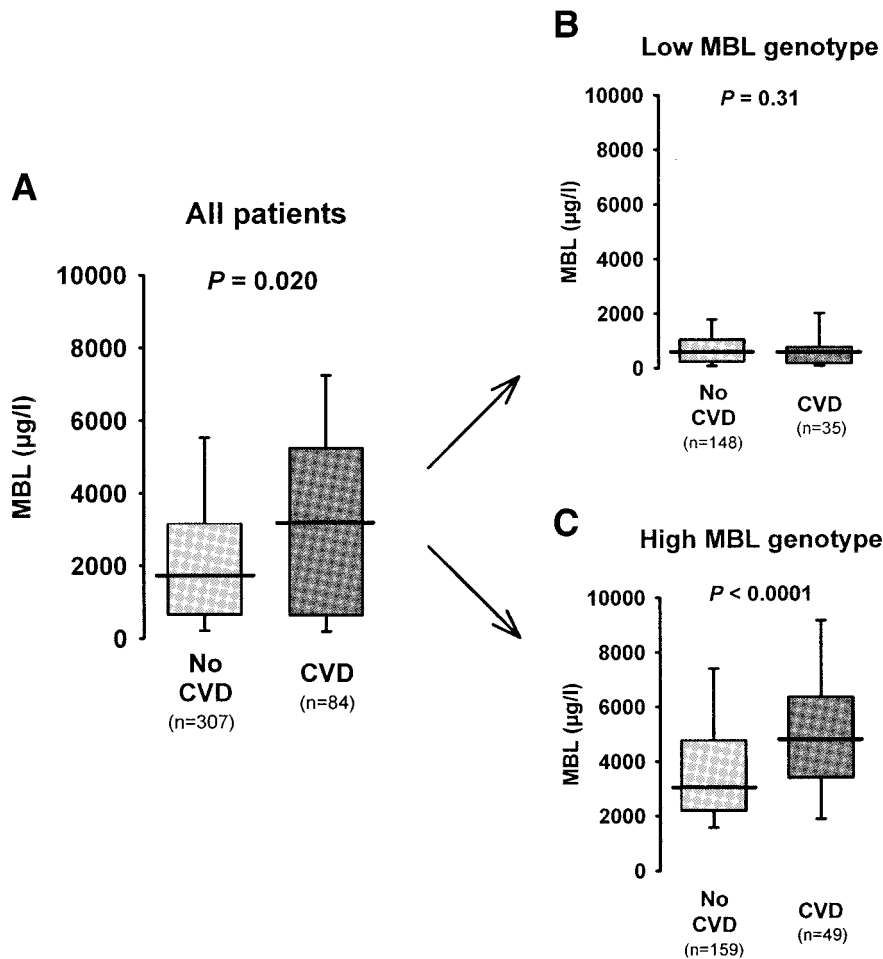 A
All patients
P = 0.020
10000
8000
6000
4000
2000
0
MBL (µg/l)
No
CVD
(n=307)
CVD
(n=84)
B
Low MBL genotype
P = 0.31
10000
8000
6000
4000
2000
0
MBL (µg/l)
No
CVD
(n=148)
CVD
(n=35)
C
High MBL genotype
P < 0.0001
10000
8000
6000
4000
2000
0
MBL (µg/l)
No
CVD
(n=159)
CVD
(n=49)